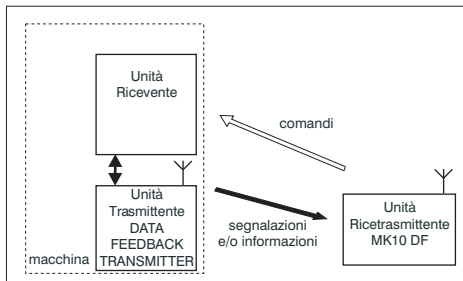 Unità
Ricevente
comandi
Unità
Trasmittente
DATA
FEEDBACK
TRANSMITTER
macchina
segnalazioni
e/o informazioni
Unità
Ricetrasmittente
MK10 DF